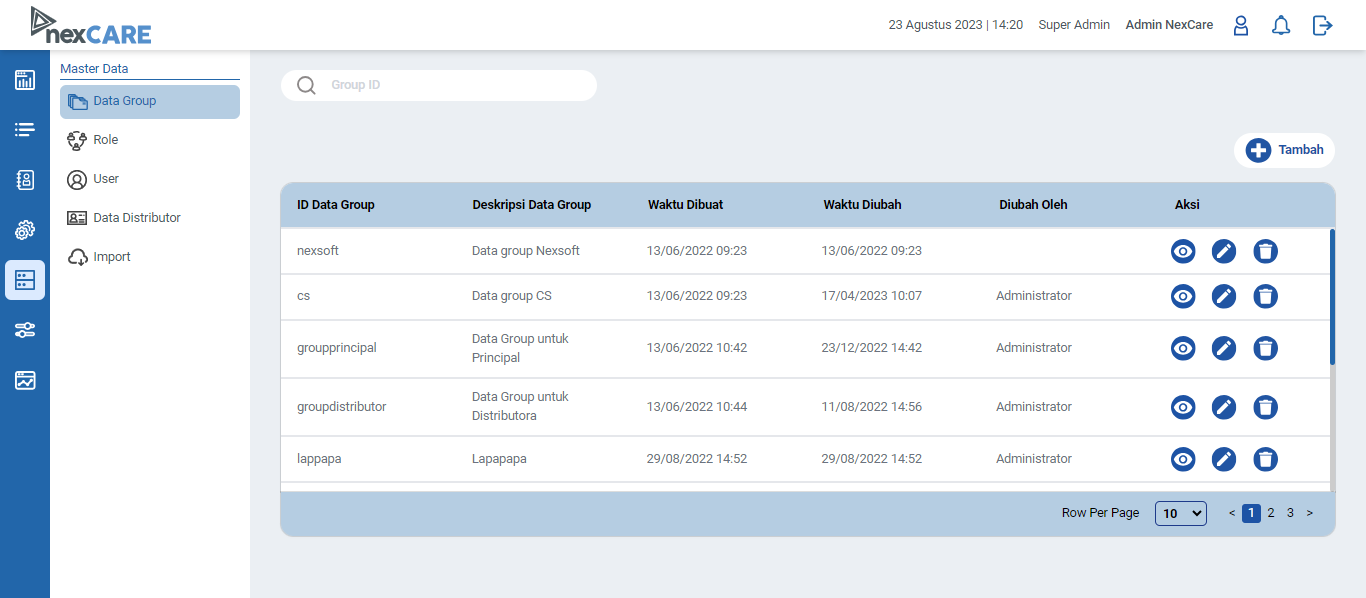 nexCARE
23 Agustus 2023 | 14:20 Super Admin Admin NexCare
Master Data
Data Group
Role
User
Data Distributor
Import
Group ID
Tambah
ID Data Group Deskripsi Data Group Waktu Dibuat Waktu Diubah Diubah Oleh Aksi
nexsoft Data group Nexsoft 13/06/2022 09:23 13/06/2022 09:23
cs Data group CS 13/06/2022 09:23 17/04/2023 10:07 Administrator
groupprincipal Data Group untuk Principal 13/06/2022 10:42 23/12/2022 14:42 Administrator
groupdistributor Data Group untuk Distributora 13/06/2022 10:44 11/08/2022 14:56 Administrator
lappapa Lapapapa 29/08/2022 14:52 29/08/2022 14:52 Administrator
Row Per Page 10 < 1 2 3 >